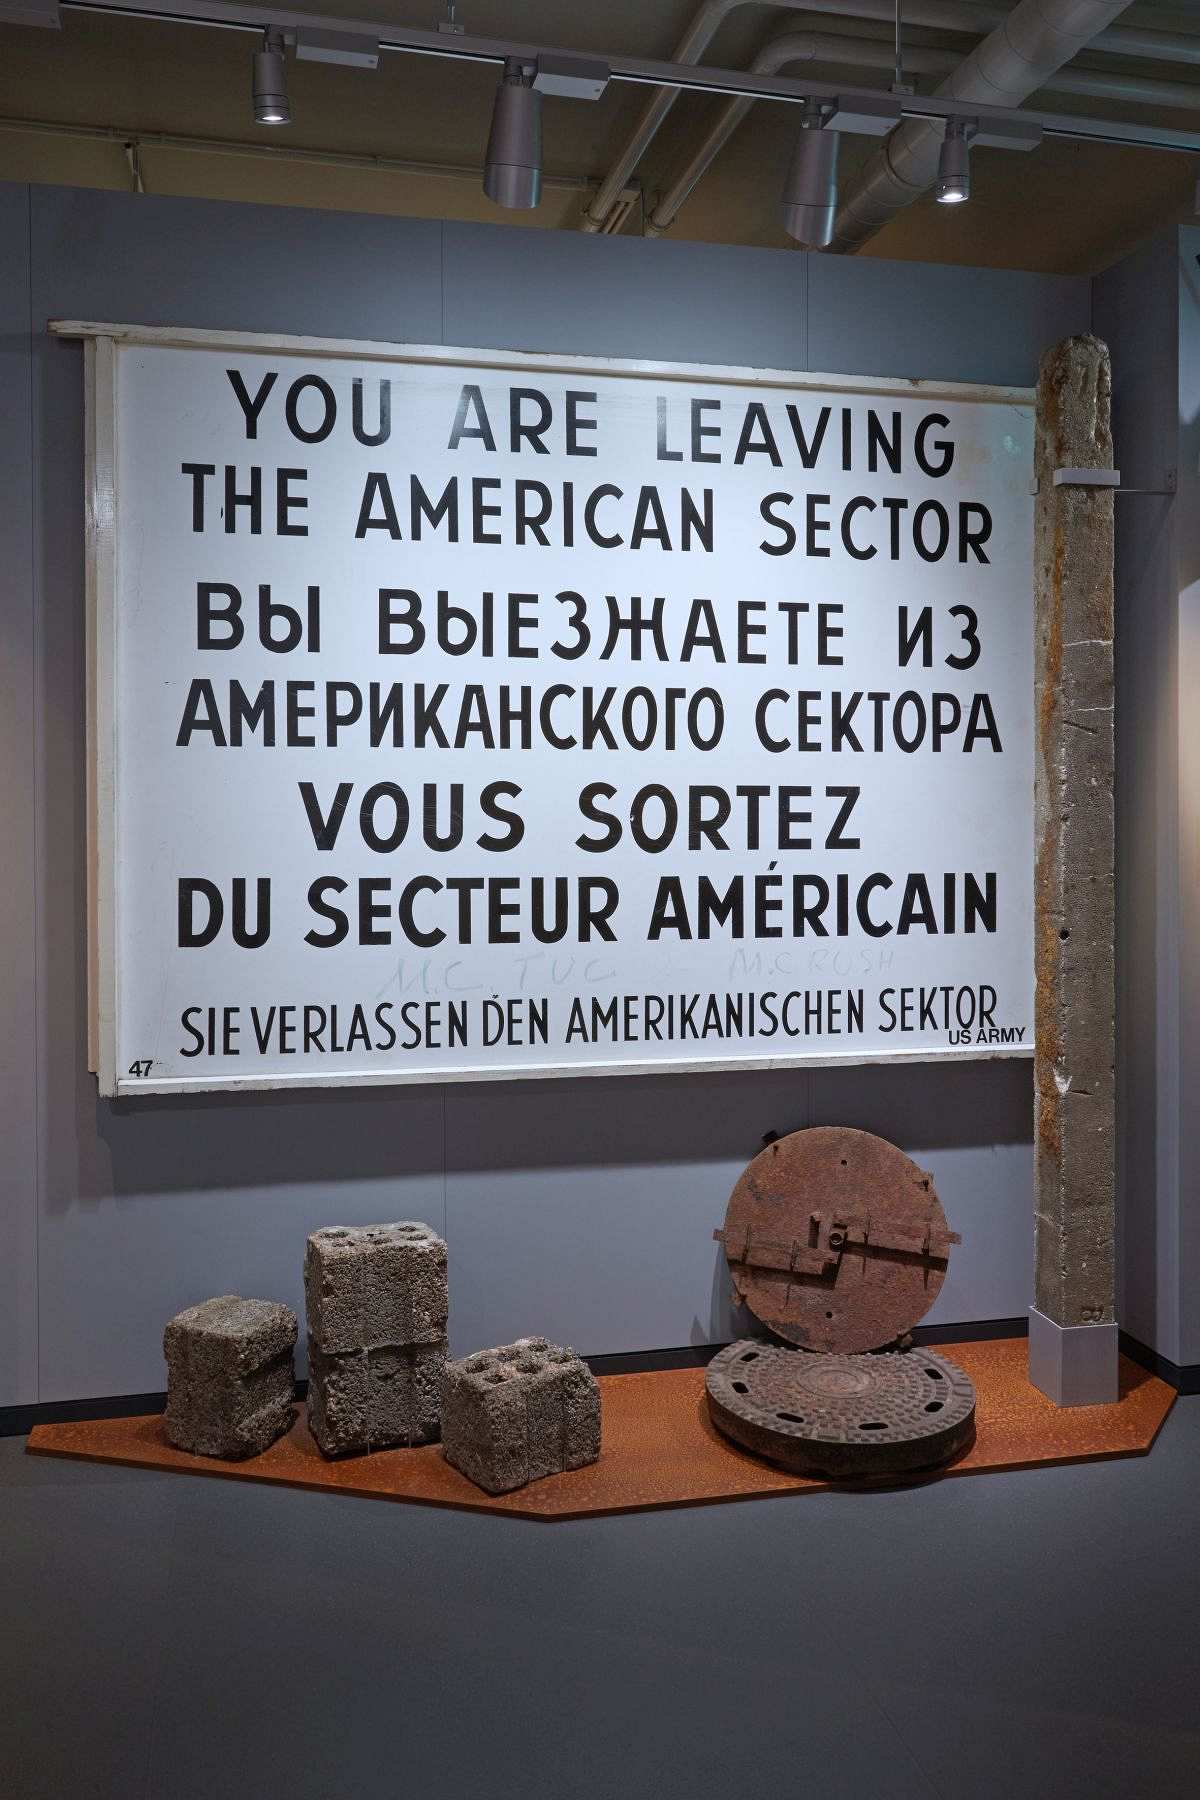 YOU ARE LEAVING
THE AMERICAN SECTOR
ВЫ ВЫЕЗЖАЕТЕ ИЗ
АМЕРИКАНСКОГО СЕКТОРА
VOUS SORTEZ
DU SECTEUR AMÉRICAIN
M.C. TUC M.C RUSH
SIE VERLASSEN DEN AMERIKANISCHEN SEKTOR
US ARMY
47